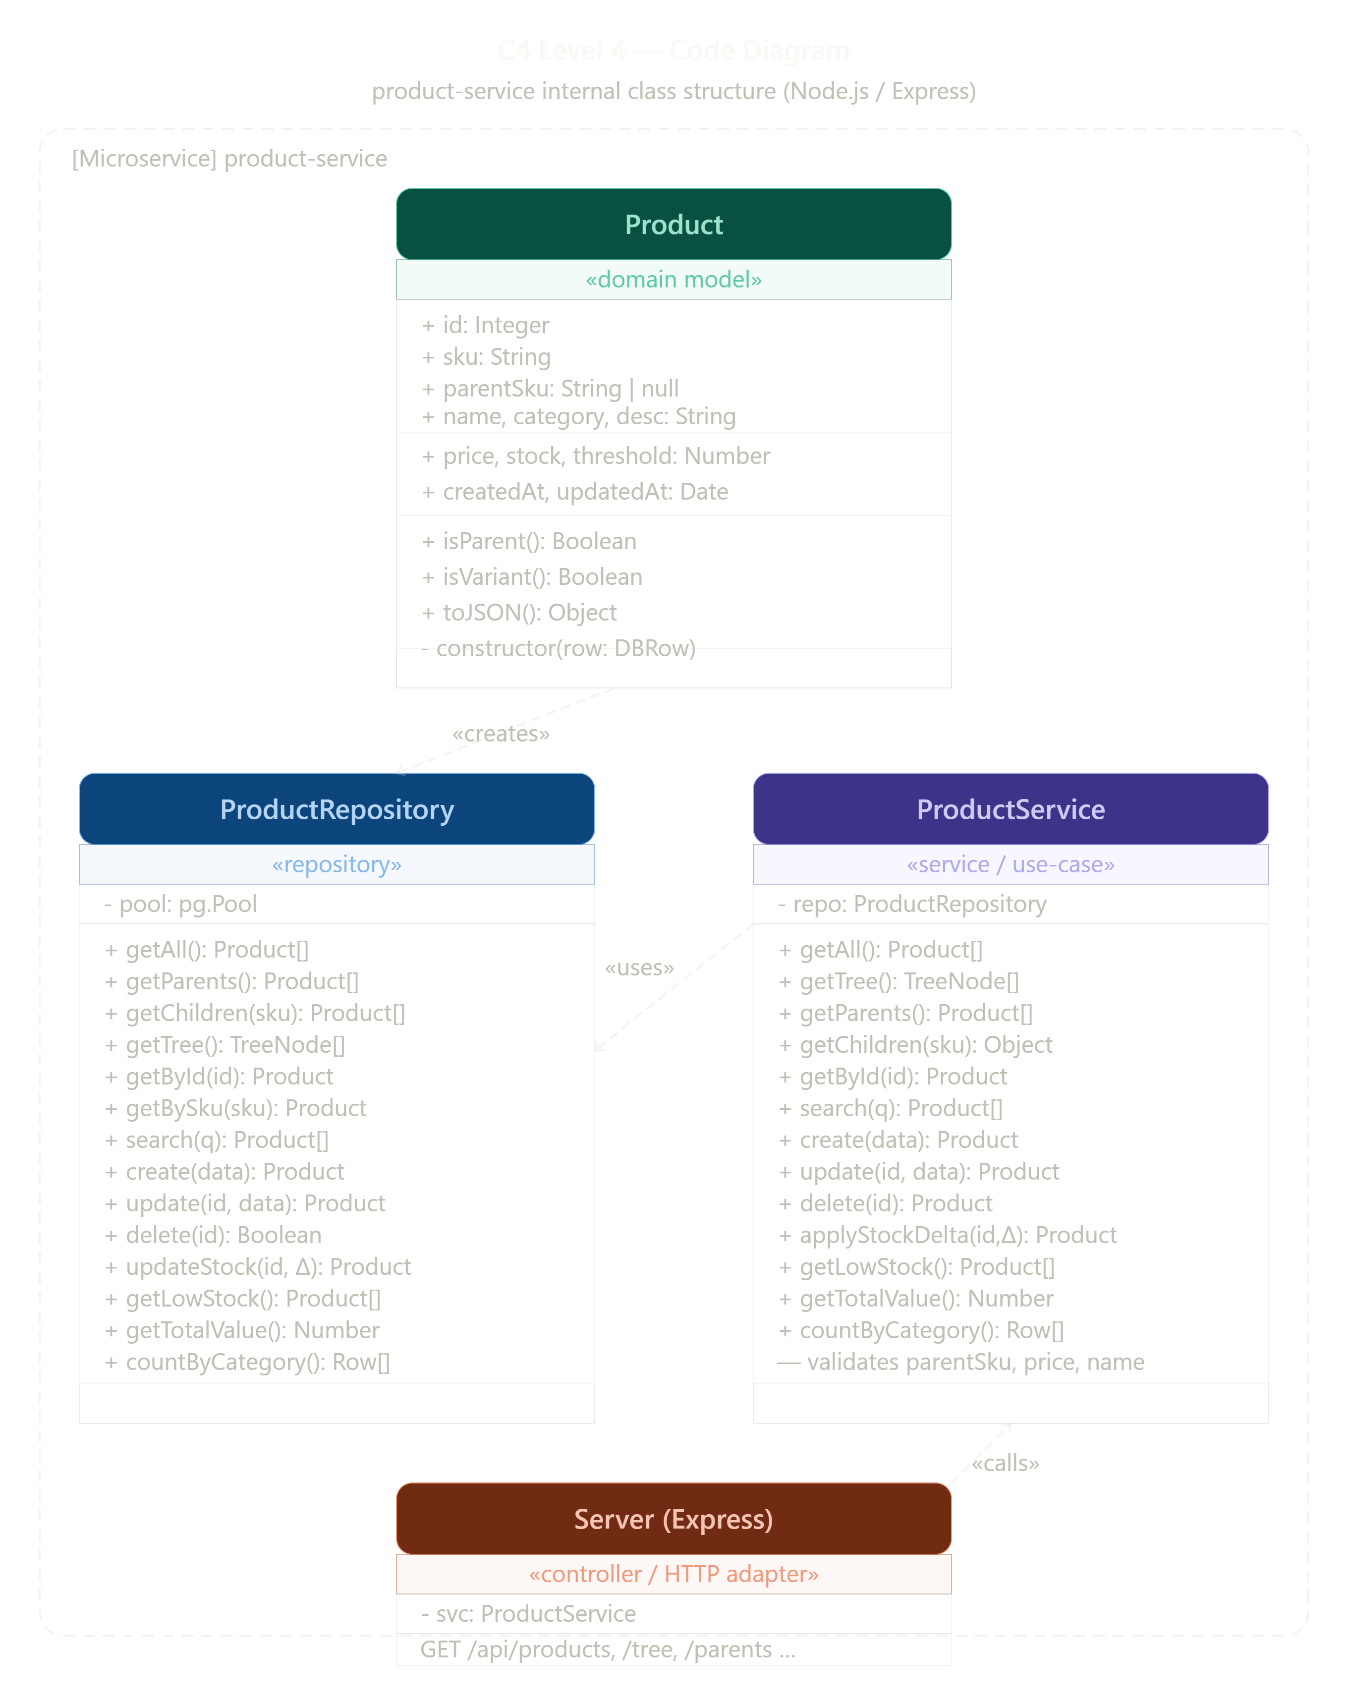 C4 Level 4 — Code Diagram
product-service internal class structure (Node.js / Express)
[Microservice] product-service
Product
«domain model»
+ id: Integer
+ sku: String
+ parentSku: String | null
+ name, category, desc: String
+ price, stock, threshold: Number
+ createdAt, updatedAt: Date
+ isParent(): Boolean
+ isVariant(): Boolean
+ toJSON(): Object
- constructor(row: DBRow)
«creates»
ProductRepository
«repository»
- pool: pg.Pool
+ getAll(): Product[]
+ getParents(): Product[]
+ getChildren(sku): Product[]
+ getTree(): TreeNode[]
+ getById(id): Product
+ getBySku(sku): Product
+ search(q): Product[]
+ create(data): Product
+ update(id, data): Product
+ delete(id): Boolean
+ updateStock(id, Δ): Product
+ getLowStock(): Product[]
+ getTotalValue(): Number
+ countByCategory(): Row[]
«uses»
ProductService
«service / use-case»
- repo: ProductRepository
+ getAll(): Product[]
+ getTree(): TreeNode[]
+ getParents(): Product[]
+ getChildren(sku): Object
+ getById(id): Product
+ search(q): Product[]
+ create(data): Product
+ update(id, data): Product
+ delete(id): Product
+ applyStockDelta(id,Δ): Product
+ getLowStock(): Product[]
+ getTotalValue(): Number
+ countByCategory(): Row[]
— validates parentSku, price, name
«calls»
Server (Express)
«controller / HTTP adapter»
- svc: ProductService
GET /api/products, /tree, /parents ...